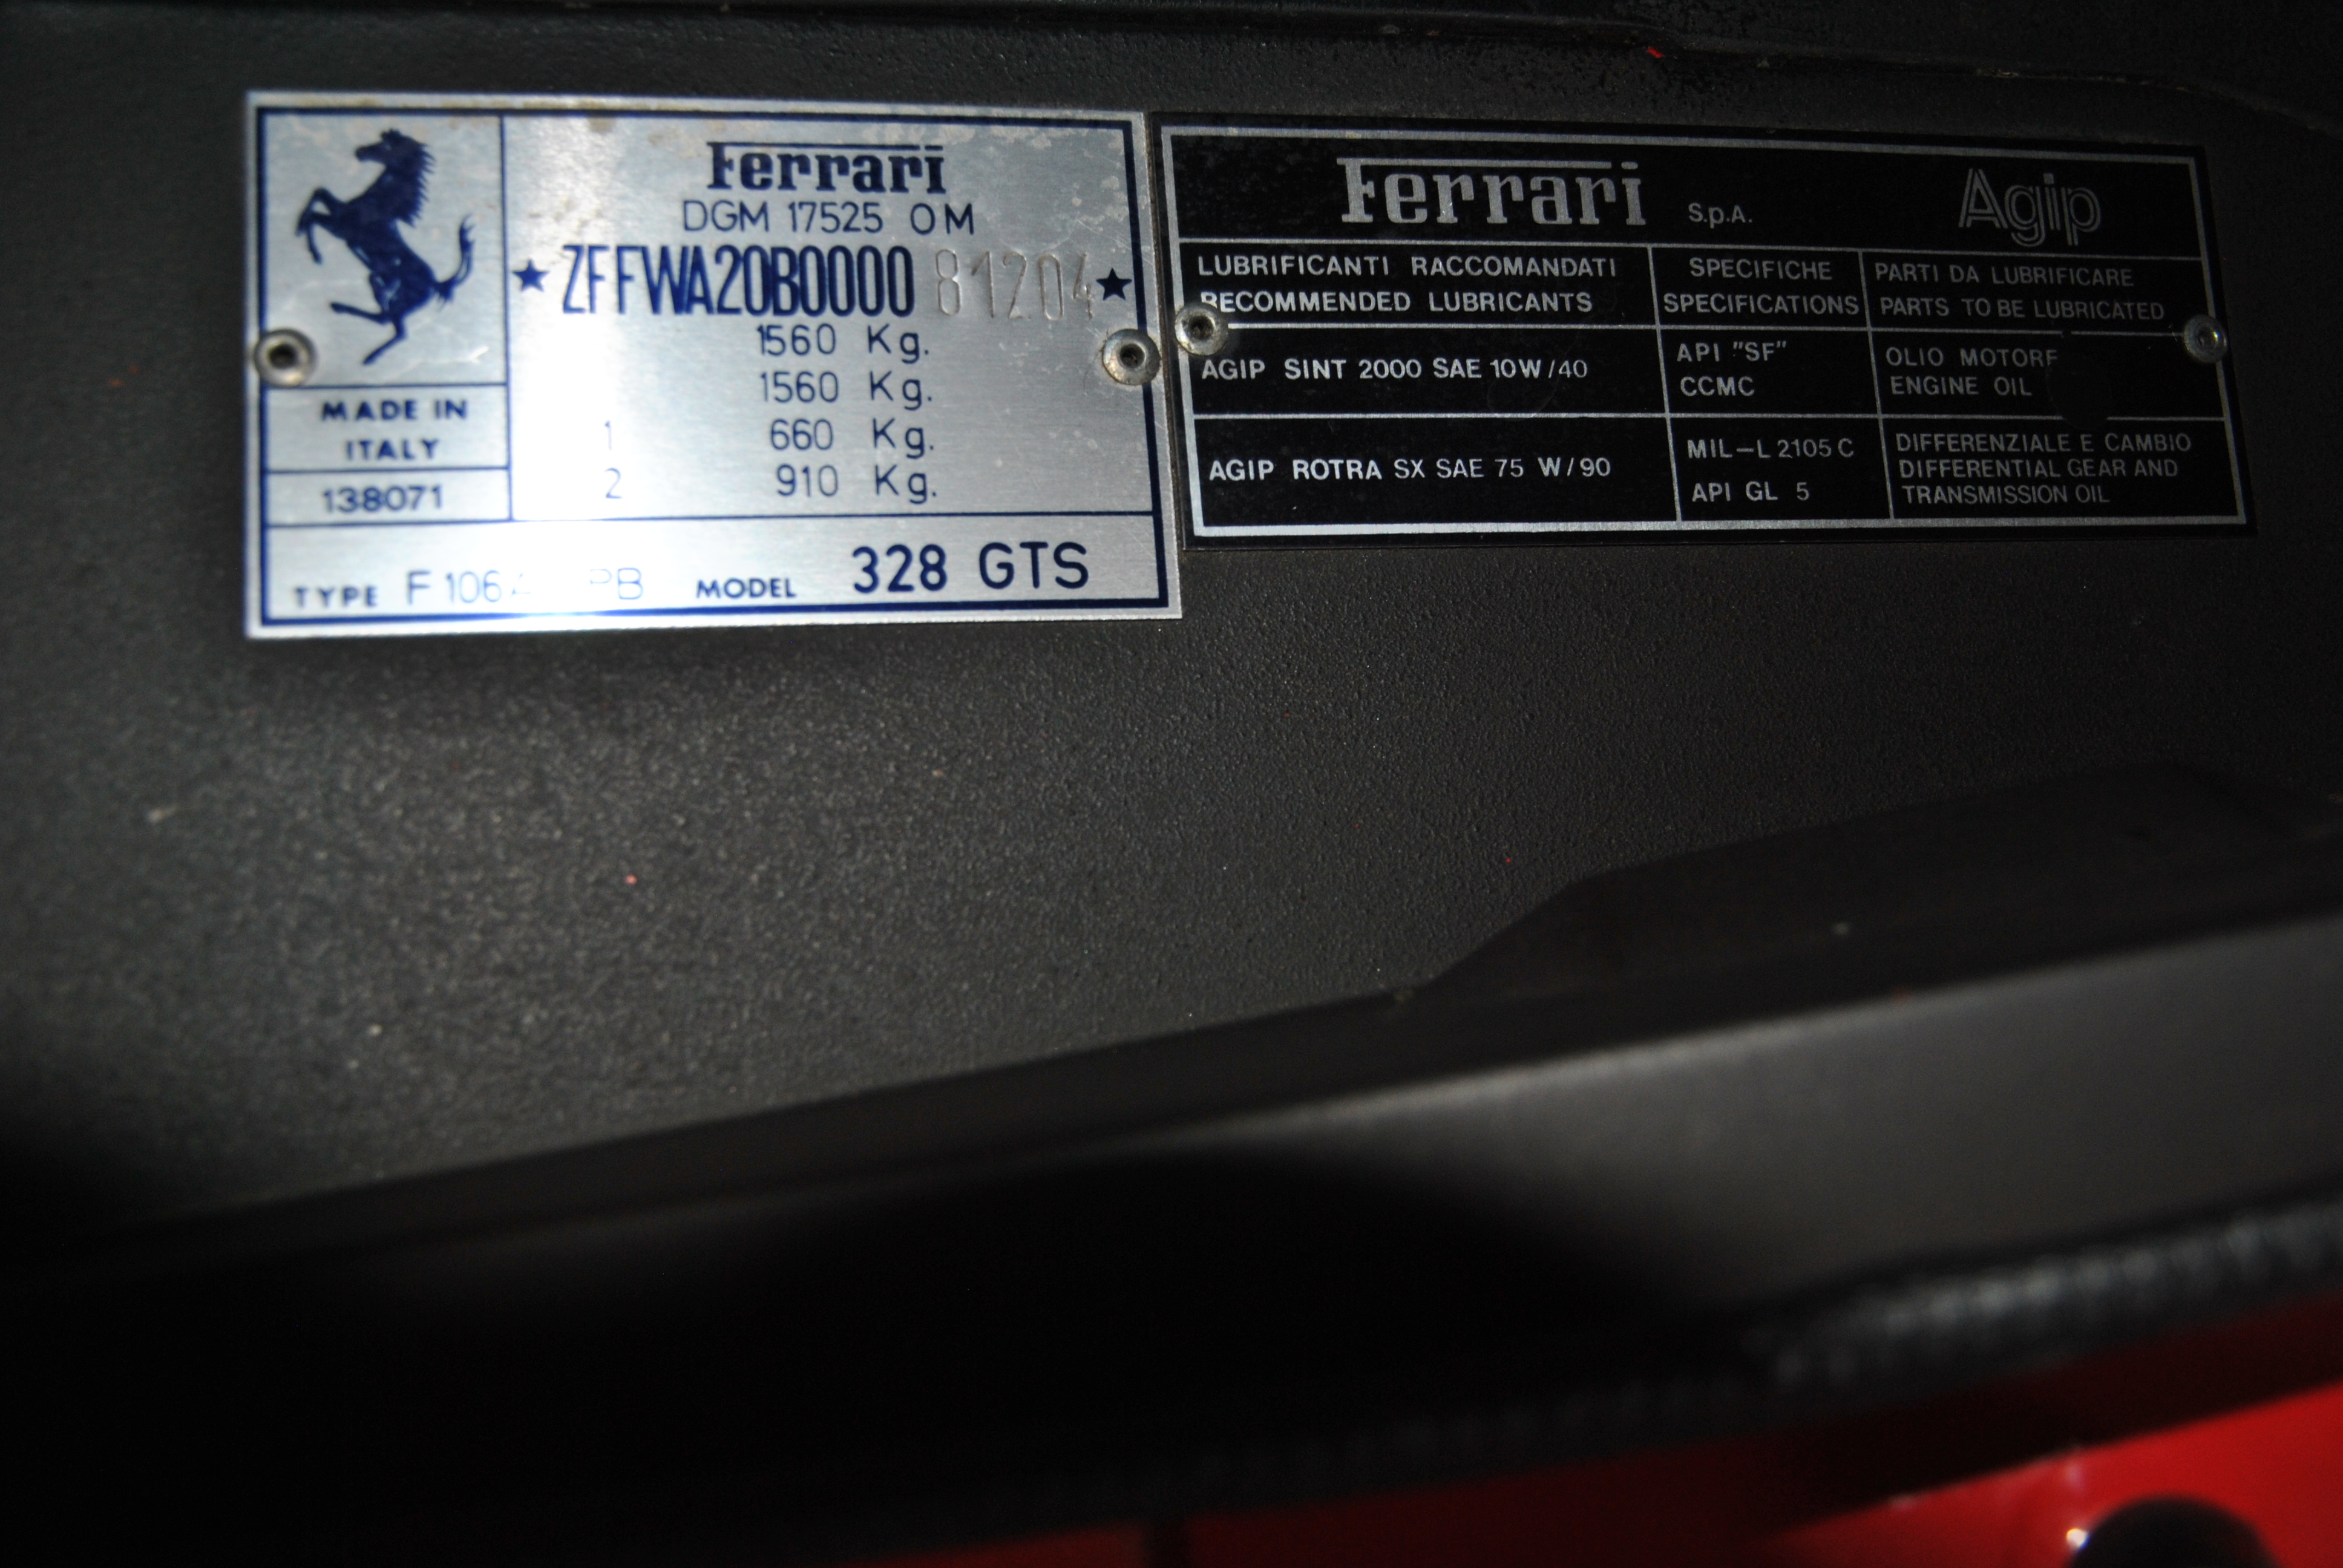 Ferrari
DGM 17525 OM
★ ZFFWA20B0000 81204 ★
1560 Kg.
1560 Kg.
1 660 Kg.
2 910 Kg.
MADE IN
ITALY
138071
TYPE MODEL 328 GTS
Ferrari S.p.A. Agip
LUBRIFICANTI RACCOMANDATI
RECOMMENDED LUBRICANTS
SPECIFICHE
SPECIFICATIONS
PARTI DA LUBRIFICARE
PARTS TO BE LUBRICATED
AGIP SINT 2000 SAE 10W/40
API "SF"
CCMC
OLIO MOTORE
ENGINE OIL
AGIP ROTRA SX SAE 75 W/90
MIL-L 2105 C
API GL 5
DIFFERENZIALE E CAMBIO
DIFFERENTIAL GEAR AND
TRANSMISSION OIL